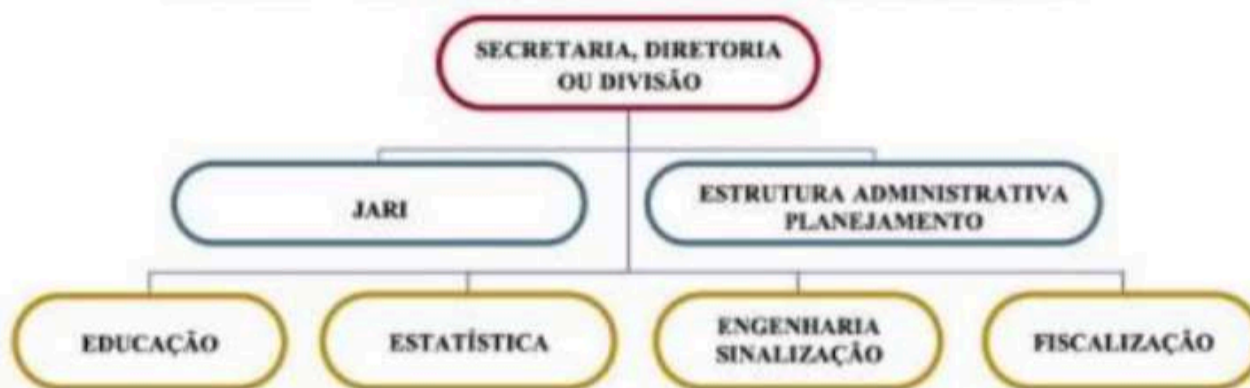 SECRETARIA, DIRETORIA
OU DIVISÃO
JARI
ESTRUTURA ADMINISTRATIVA
PLANEJAMENTO
EDUCAÇÃO
ESTATÍSTICA
ENGENHARIA
SINALIZAÇÃO
FISCALIZAÇÃO